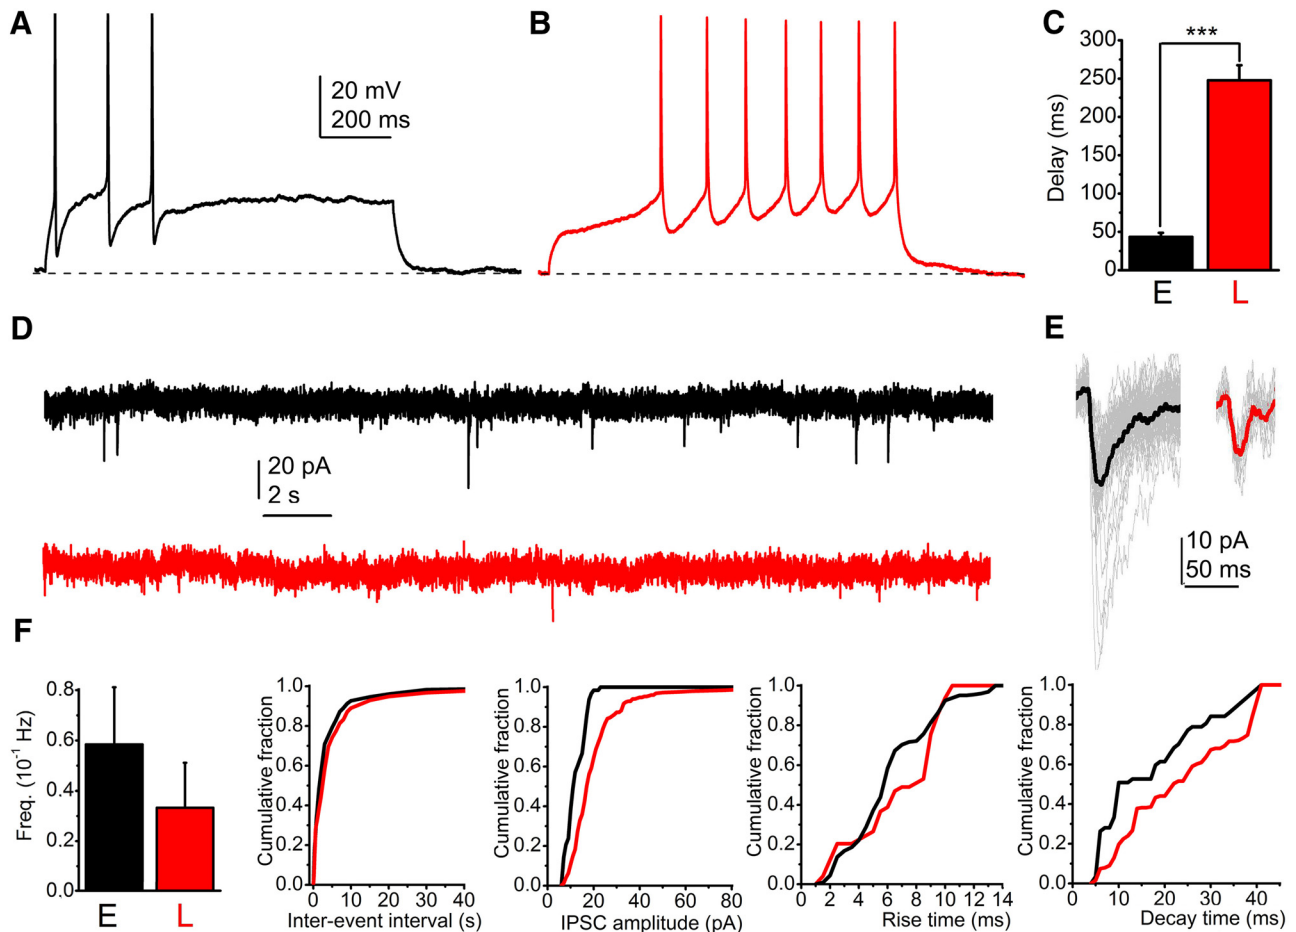 A
20 mV
200 ms
B
C
***
300
250
200
150
100
50
0
Delay (ms)
E
L
D
20 pA
2 s
E
10 pA
50 ms
F
0.8
0.6
0.4
0.2
0.0
Freq. (10⁻¹ Hz)
E
L
1.0
0.8
0.6
0.4
0.2
0.0
Cumulative fraction
0 10 20 30 40
Inter-event interval (s)
1.0
0.8
0.6
0.4
0.2
0.0
Cumulative fraction
0 20 40 60 80
IPSC amplitude (pA)
1.0
0.8
0.6
0.4
0.2
0.0
Cumulative fraction
0 2 4 6 8 10 12 14
Rise time (ms)
1.0
0.8
0.6
0.4
0.2
0.0
Cumulative fraction
0 10 20 30 40
Decay time (ms)